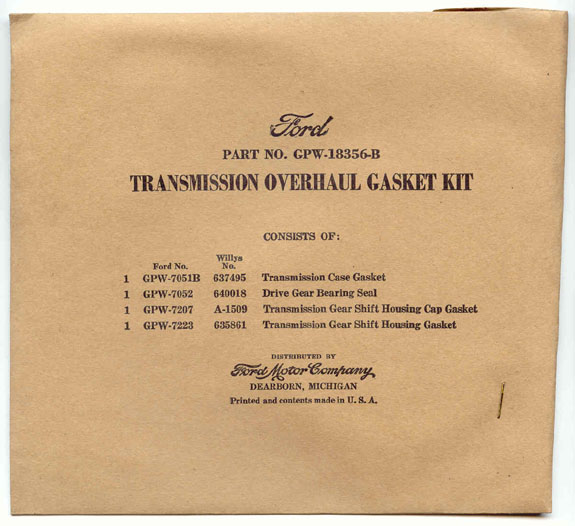 Ford
PART NO. GPW-18356-B
TRANSMISSION OVERHAUL GASKET KIT
CONSISTS OF:
Ford No. Willys No.
1 GPW-7051B 637495 Transmission Case Gasket
1 GPW-7052 640018 Drive Gear Bearing Seal
1 GPW-7207 A-1509 Transmission Gear Shift Housing Cap Gasket
1 GPW-7223 635861 Transmission Gear Shift Housing Gasket
DISTRIBUTED BY
Ford Motor Company
DEARBORN, MICHIGAN
Printed and contents made in U. S. A.